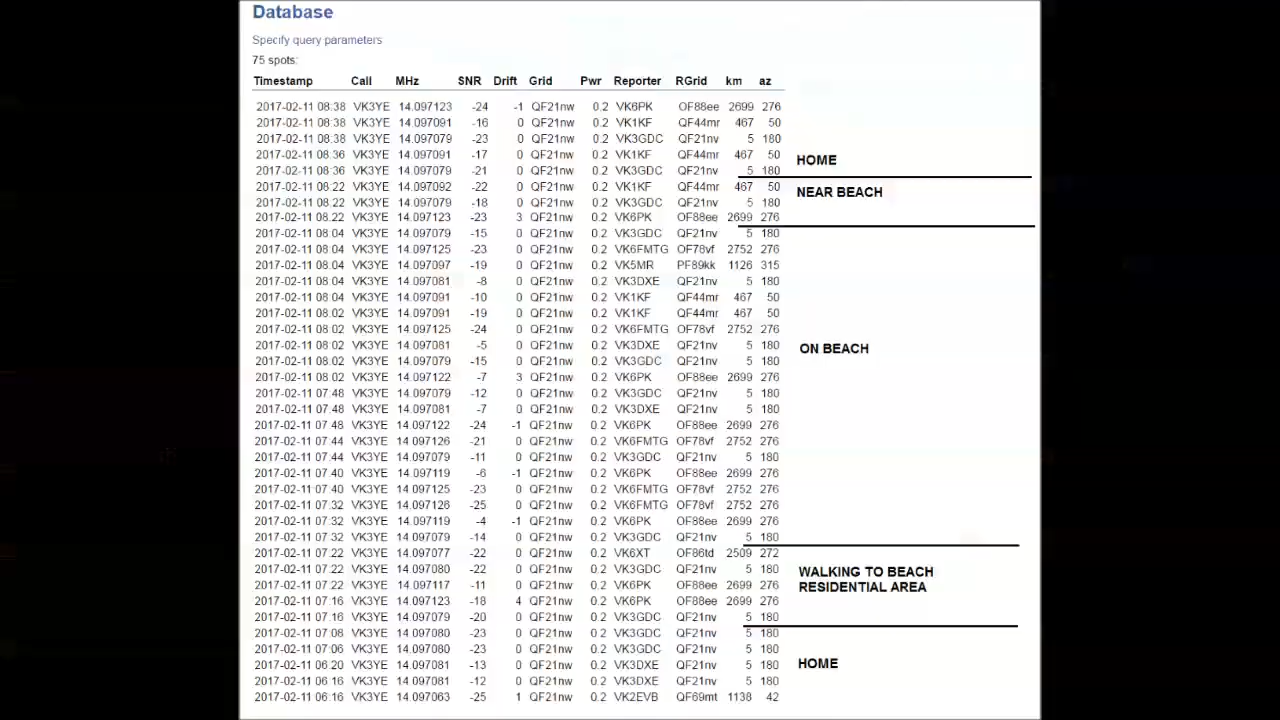 Database
Specify query parameters
75 spots:
Timestamp Call MHz SNR Drift Grid Pwr Reporter RGrid km az
2017-02-11 08:38 VK3YE 14.097123 -24 -1 QF21nw 0.2 VK6PK OF88ee 2699 276
2017-02-11 08:38 VK3YE 14.097091 -16 0 QF21nw 0.2 VK1KF QF44mr 467 50
2017-02-11 08:38 VK3YE 14.097079 -23 0 QF21nw 0.2 VK3GDC QF21nv 5 180
2017-02-11 08:36 VK3YE 14.097091 -17 0 QF21nw 0.2 VK1KF QF44mr 467 50
HOME
2017-02-11 08:36 VK3YE 14.097079 -21 0 QF21nw 0.2 VK3GDC QF21nv 5 180
2017-02-11 08:22 VK3YE 14.097092 -22 0 QF21nw 0.2 VK1KF QF44mr 467 50
NEAR BEACH
2017-02-11 08:22 VK3YE 14.097079 -18 0 QF21nw 0.2 VK3GDC QF21nv 5 180
2017-02-11 08:22 VK3YE 14.097123 -23 3 QF21nw 0.2 VK6PK OF88ee 2699 276
2017-02-11 08:04 VK3YE 14.097079 -15 0 QF21nw 0.2 VK3GDC QF21nv 5 180
2017-02-11 08:04 VK3YE 14.097125 -23 0 QF21nw 0.2 VK6FMTG OF78vf 2752 276
2017-02-11 08:04 VK3YE 14.097097 -19 0 QF21nw 0.2 VK5MR PF89kk 1126 315
2017-02-11 08:04 VK3YE 14.097081 -8 0 QF21nw 0.2 VK3DXE QF21nv 5 180
2017-02-11 08:04 VK3YE 14.097091 -10 0 QF21nw 0.2 VK1KF QF44mr 467 50
2017-02-11 08:02 VK3YE 14.097091 -19 0 QF21nw 0.2 VK1KF QF44mr 467 50
2017-02-11 08:02 VK3YE 14.097125 -24 0 QF21nw 0.2 VK6FMTG OF78vf 2752 276
2017-02-11 08:02 VK3YE 14.097081 -5 0 QF21nw 0.2 VK3DXE QF21nv 5 180
ON BEACH
2017-02-11 08:02 VK3YE 14.097079 -15 0 QF21nw 0.2 VK3GDC QF21nv 5 180
2017-02-11 08:02 VK3YE 14.097122 -7 3 QF21nw 0.2 VK6PK OF88ee 2699 276
2017-02-11 07:48 VK3YE 14.097079 -12 0 QF21nw 0.2 VK3GDC QF21nv 5 180
2017-02-11 07:48 VK3YE 14.097081 -7 0 QF21nw 0.2 VK3DXE QF21nv 5 180
2017-02-11 07:48 VK3YE 14.097122 -24 -1 QF21nw 0.2 VK6PK OF88ee 2699 276
2017-02-11 07:44 VK3YE 14.097126 -21 0 QF21nw 0.2 VK6FMTG OF78vf 2752 276
2017-02-11 07:44 VK3YE 14.097079 -11 0 QF21nw 0.2 VK3GDC QF21nv 5 180
2017-02-11 07:40 VK3YE 14.097119 -6 -1 QF21nw 0.2 VK6PK OF88ee 2699 276
2017-02-11 07:40 VK3YE 14.097125 -23 0 QF21nw 0.2 VK6FMTG OF78vf 2752 276
2017-02-11 07:32 VK3YE 14.097126 -25 0 QF21nw 0.2 VK6FMTG OF78vf 2752 276
2017-02-11 07:32 VK3YE 14.097119 -4 -1 QF21nw 0.2 VK6PK OF88ee 2699 276
2017-02-11 07:32 VK3YE 14.097079 -14 0 QF21nw 0.2 VK3GDC QF21nv 5 180
2017-02-11 07:22 VK3YE 14.097077 -22 0 QF21nw 0.2 VK6XT OF86td 2509 272
2017-02-11 07:22 VK3YE 14.097080 -22 0 QF21nw 0.2 VK3GDC QF21nv 5 180
WALKING TO BEACH
RESIDENTIAL AREA
2017-02-11 07:22 VK3YE 14.097117 -11 0 QF21nw 0.2 VK6PK OF88ee 2699 276
2017-02-11 07:16 VK3YE 14.097123 -18 4 QF21nw 0.2 VK6PK OF88ee 2699 276
2017-02-11 07:16 VK3YE 14.097079 -20 0 QF21nw 0.2 VK3GDC QF21nv 5 180
2017-02-11 07:08 VK3YE 14.097080 -23 0 QF21nw 0.2 VK3GDC QF21nv 5 180
2017-02-11 07:06 VK3YE 14.097080 -23 0 QF21nw 0.2 VK3GDC QF21nv 5 180
2017-02-11 06:20 VK3YE 14.097081 -13 0 QF21nw 0.2 VK3DXE QF21nv 5 180
HOME
2017-02-11 06:16 VK3YE 14.097081 -12 0 QF21nw 0.2 VK3DXE QF21nv 5 180
2017-02-11 06:16 VK3YE 14.097063 -25 1 QF21nw 0.2 VK2EVB QF69mt 1138 42